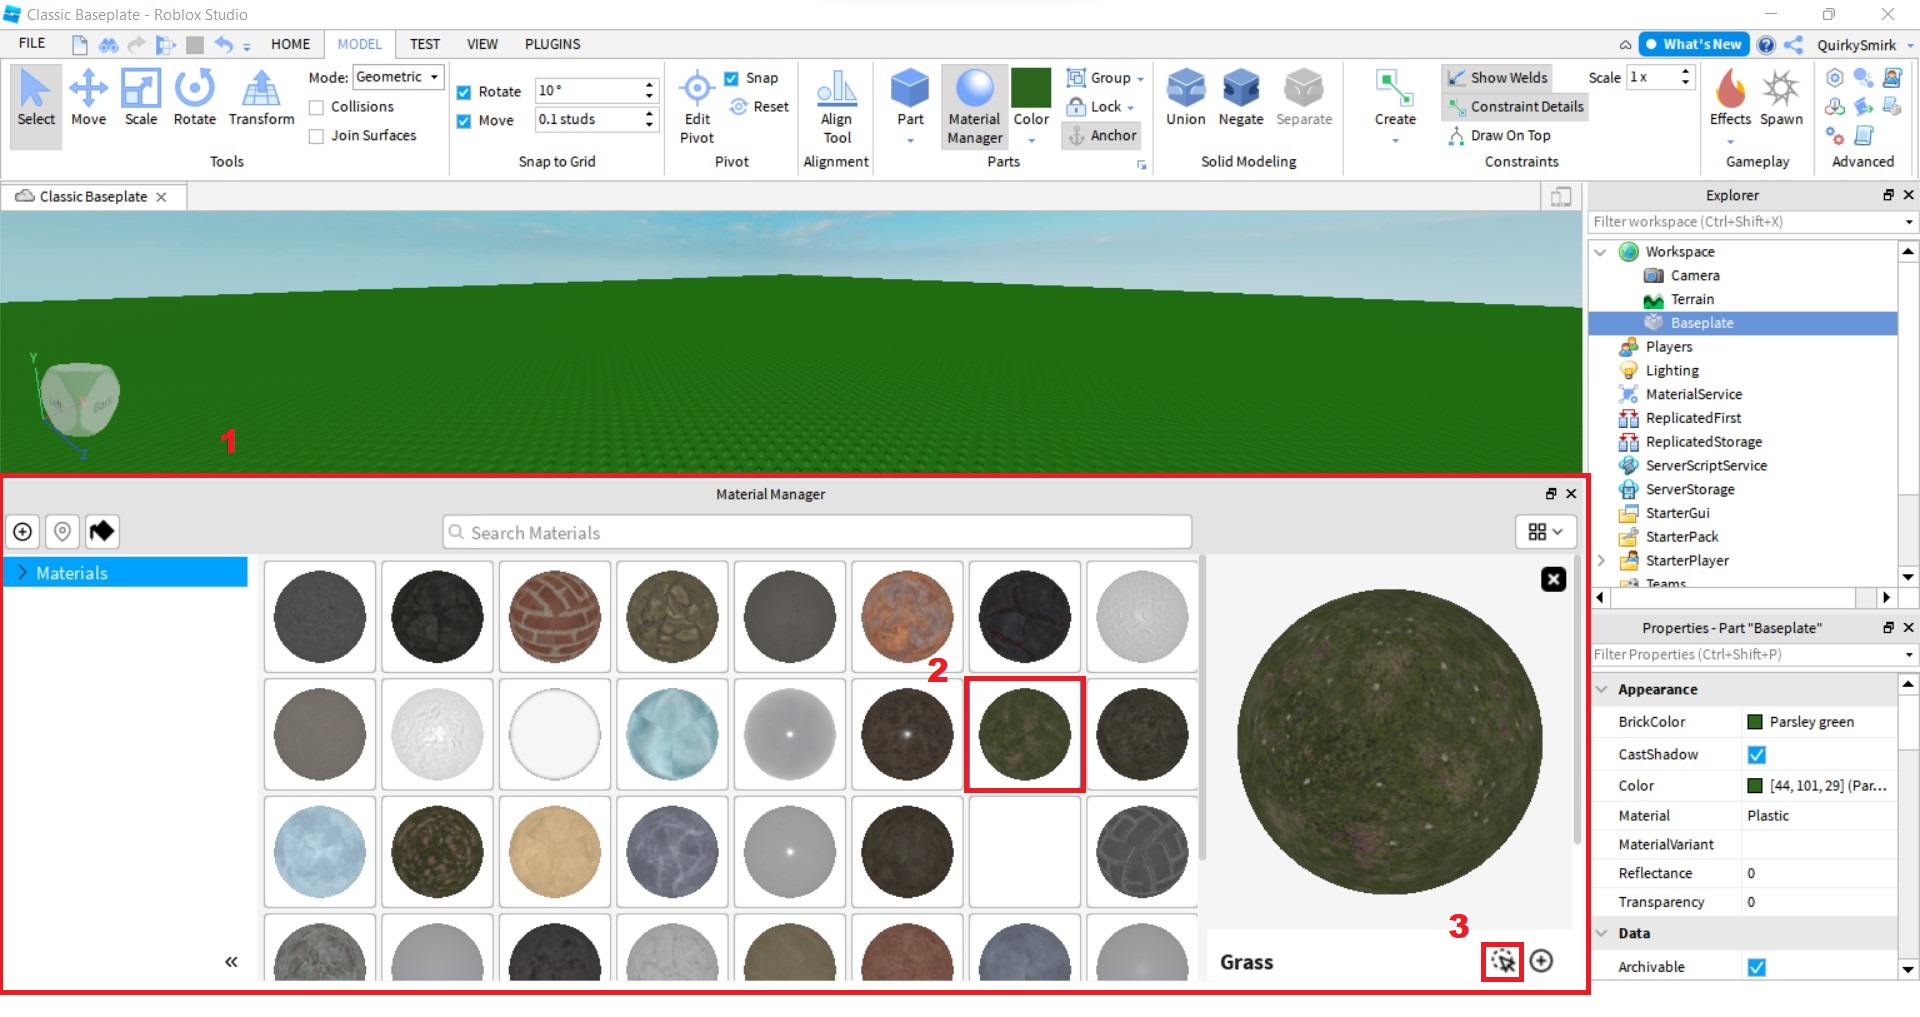 Classic Baseplate - Roblox Studio
FILE HOME MODEL TEST VIEW PLUGINS What's New QuirkySmirk
Select Move Scale Rotate Transform
Mode: Geometric
Collisions
Join Surfaces
Tools
Rotate 10°
Move 0.1 studs
Snap to Grid
Edit Pivot
Snap
Reset
Pivot
Align Tool
Alignment
Part
Material Manager
Color
Group
Lock
Anchor
Parts
Union Negate Separate
Solid Modeling
Create
Show Welds
Constraint Details
Draw On Top
Scale 1x
Constraints
Effects Spawn
Gameplay
Advanced
Classic Baseplate
Y
Back
Z
1
Material Manager
Search Materials
Materials
2
3
Grass
«
Explorer
Filter workspace (Ctrl+Shift+X)
Workspace
Camera
Terrain
Baseplate
Players
Lighting
MaterialService
ReplicatedFirst
ReplicatedStorage
ServerScriptService
ServerStorage
StarterGui
StarterPack
StarterPlayer
Teams
Properties - Part "Baseplate"
Filter Properties (Ctrl+Shift+P)
Appearance
BrickColor Parsley green
CastShadow
Color [44, 101, 29] (Par...
Material Plastic
MaterialVariant
Reflectance 0
Transparency 0
Data
Archivable